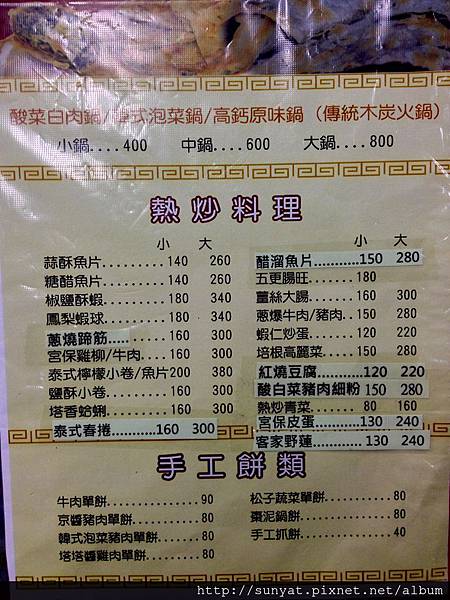 酸菜白肉鍋/韓式泡菜鍋/高鈣原味鍋 (傳統木炭火鍋)
小鍋....400 中鍋....600 大鍋....800
熱炒料理
小 大
蒜酥魚片.........140 260
糖醋魚片.........140 260
椒鹽酥蝦.........180 340
鳳梨蝦球.........180 340
蔥燒蹄筋.....160 300
宮保雞柳/牛肉....160 300
泰式檸檬小卷/魚片200 380
鹽酥小卷.........160 300
塔香蛤蜊.........160 300
泰式春捲...........160 300
小 大
醋溜魚片...........150 280
五更腸旺.......180
薑絲大腸.......160 300
蔥爆牛肉/豬肉..150 280
蝦仁炒蛋.......120 220
培根高麗菜.....150 280
紅燒豆腐...........120 220
酸白菜豬肉細粉 150 280
熱炒青菜....... 80 160
宮保皮蛋...........130 240
客家野蓮...........130 240
手工餅類
牛肉單餅..................90
京醬豬肉單餅..............80
韓式泡菜豬肉單餅..........80
塔塔醬雞肉單餅............80
松子蔬菜單餅..............80
棗泥鍋餅..................80
手工抓餅..................40
http://sunyat.pixnet.net/album